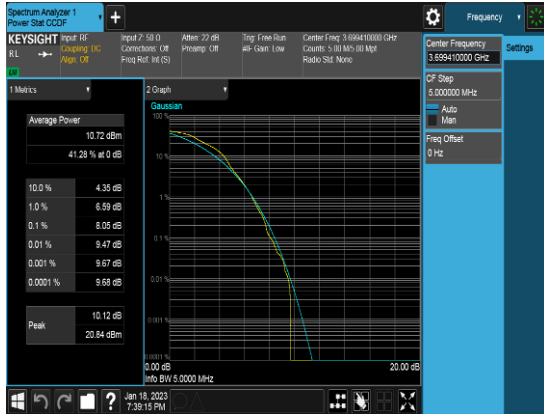 Spectrum Analyzer 1
Power Stat CCDF
Frequency
KEYSIGHT
RL
Input: RF
Coupling: DC
Align: Off
Input Z: 50 Ω
Corrections: Off
Freq Ref: Int (S)
Atten: 22 dB
Preamp: Off
Trig: Free Run
#IF Gain: Low
Center Freq: 3.699410000 GHz
Counts: 5.00 M/5.00 Mpt
Radio Std: None
1 Metrics
Average Power
10.72 dBm
41.28 % at 0 dB
10.0 % 4.35 dB
1.0 % 6.59 dB
0.1 % 8.05 dB
0.01 % 9.47 dB
0.001 % 9.67 dB
0.0001 % 9.68 dB
Peak
10.12 dB
20.84 dBm
2 Graph
Gaussian
100 %
10 %
1 %
0.1 %
0.01 %
0.001 %
0.0001 %
0.00 dB 20.00 dB
Info BW 5.0000 MHz
Center Frequency
3.699410000 GHz
Settings
CF Step
5.000000 MHz
Auto
Man
Freq Offset
0 Hz
Jan 18, 2023
7:39:15 PM